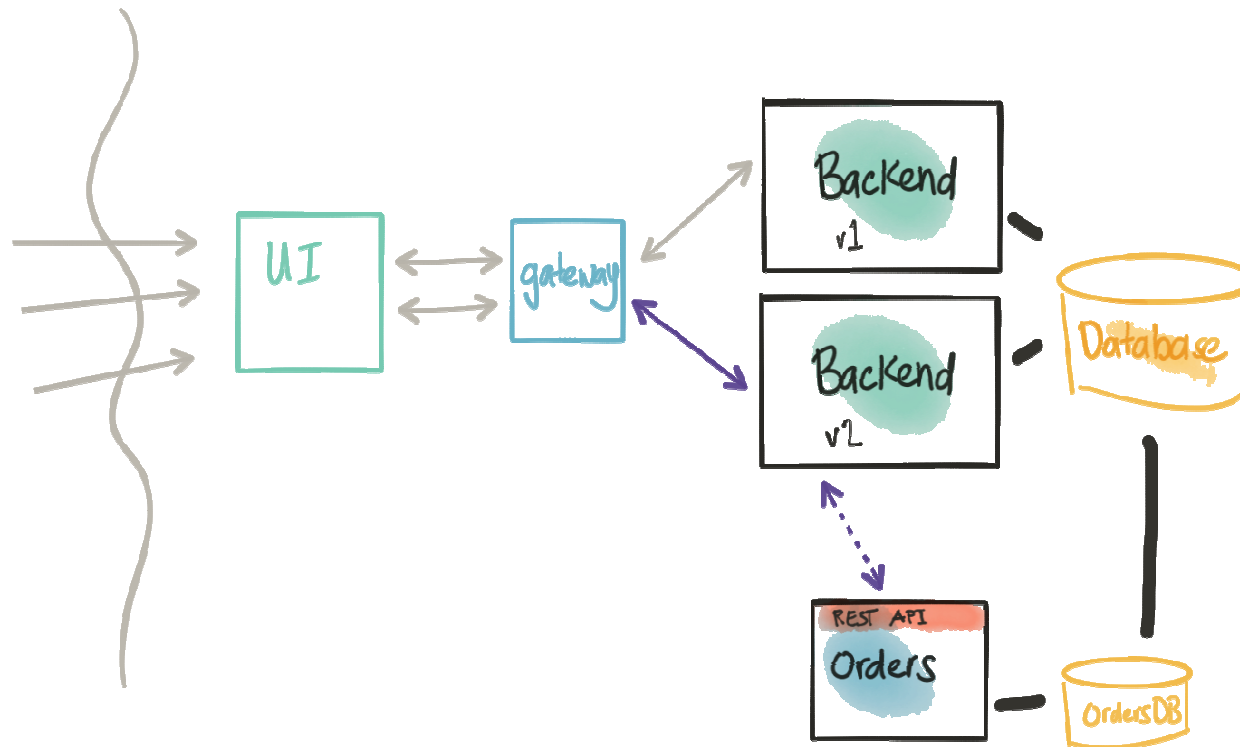 UI
gateway
Backend
v1
Backend
v2
Database
REST API
Orders
OrdersDB